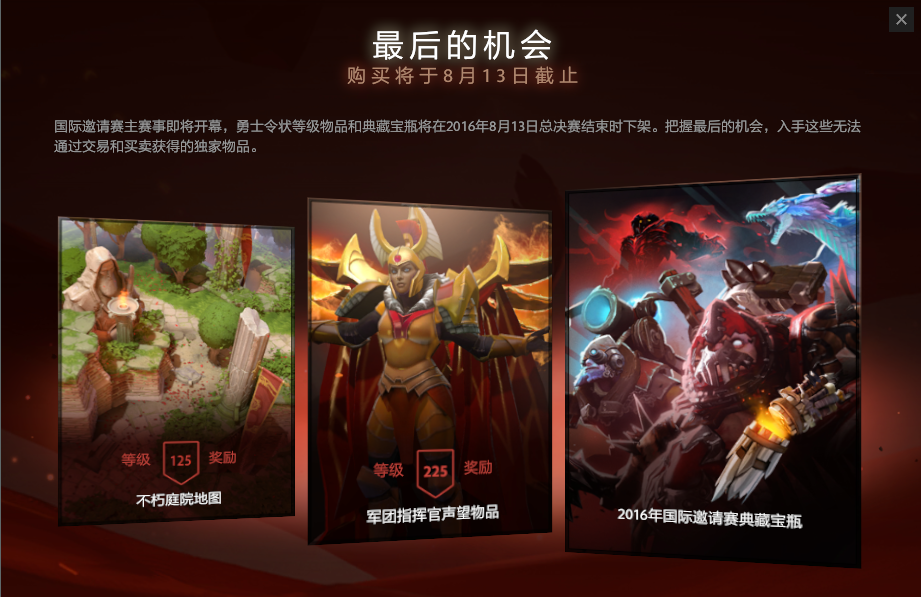 最后的机会
购买将于8月13日截止
国际邀请赛主赛事即将开幕，勇士令状等级物品和典藏宝瓶将在2016年8月13日总决赛结束时下架。把握最后的机会，入手这些无法
通过交易和买卖获得的独家物品。
等级 125 奖励
不朽庭院地图
等级 225 奖励
军团指挥官声望物品
2016年国际邀请赛典藏宝瓶